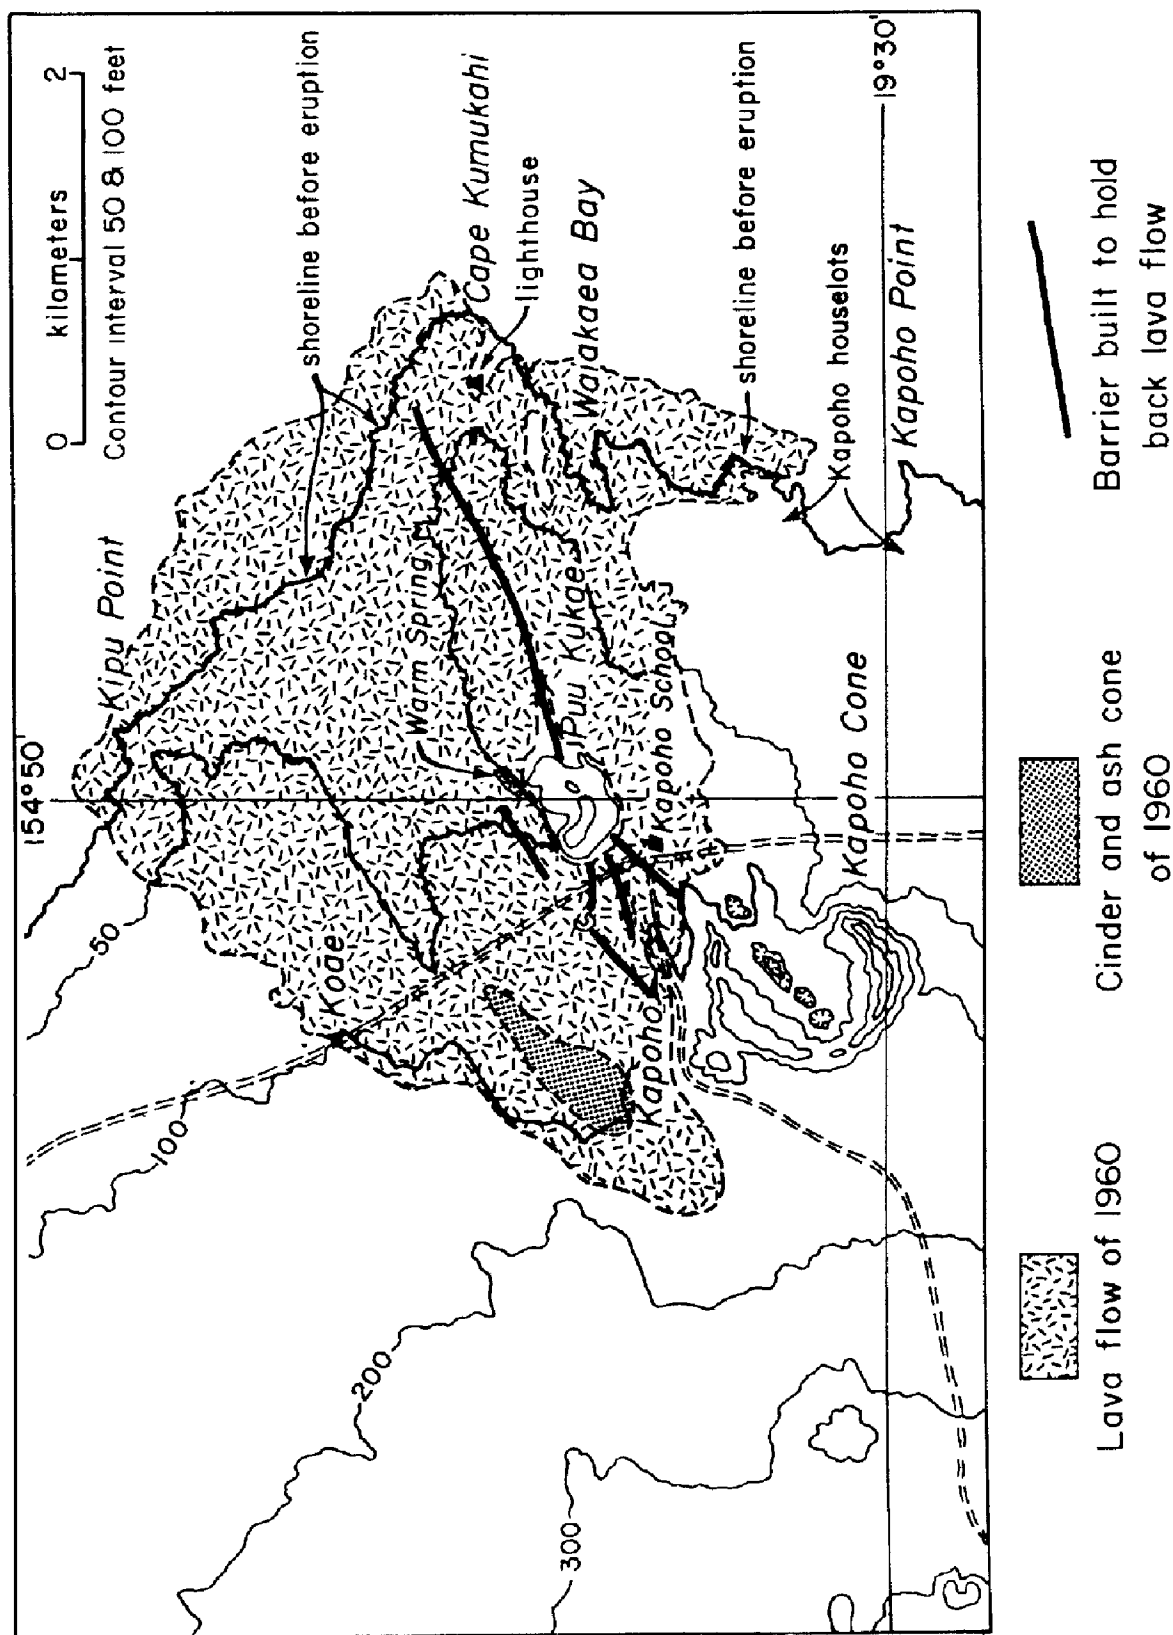 154°50'
0 kilometers 2
Contour interval 50 & 100 feet
Kipu Point
shoreline before eruption
50
Koae
100
Warm Spring
Cape Kumukahi
lighthouse
200
Puu Kukae
Waiakaea Bay
300
Kapoho
Kapoho School
shoreline before eruption
Kapoho houselots
Kapoho Cone
Kapoho Point
19°30'
Lava flow of 1960
Cinder and ash cone
of 1960
Barrier built to hold
back lava flow